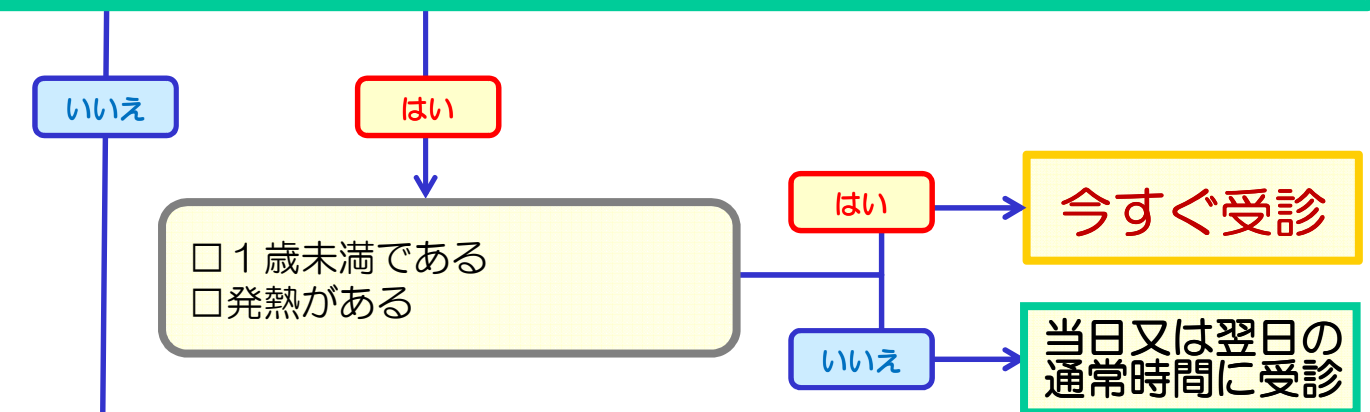 いいえ
はい
はい
今すぐ受診
□1歳未満である
□発熱がある
いいえ
当日又は翌日の
通常時間に受診